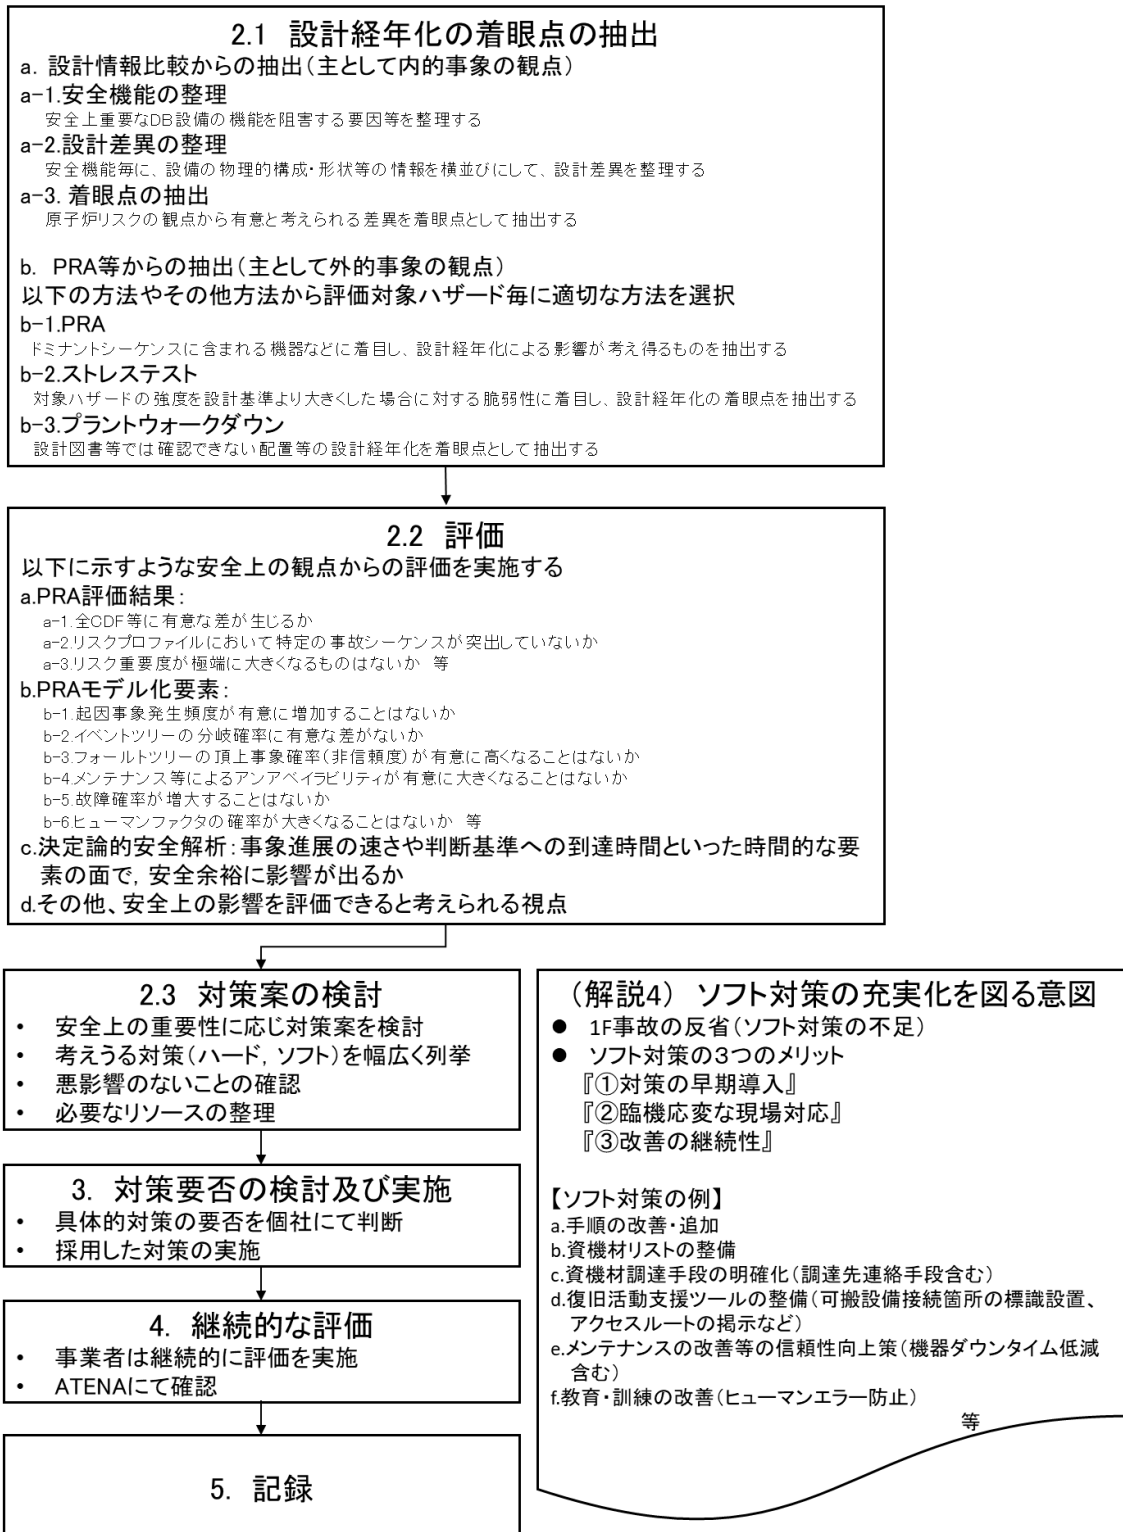 2.1 設計経年化の着眼点の抽出
a. 設計情報比較からの抽出(主として内的事象の観点)
a-1.安全機能の整理
安全上重要なDB設備の機能を阻害する要因等を整理する
a-2.設計差異の整理
安全機能毎に、設備の物理的構成・形状等の情報を横並びにして、設計差異を整理する
a-3. 着眼点の抽出
原子炉リスクの観点から有意と考えられる差異を着眼点として抽出する
b. PRA等からの抽出(主として外的事象の観点)
以下の方法やその他方法から評価対象ハザード毎に適切な方法を選択
b-1.PRA
ドミナントシーケンスに含まれる機器などに着目し、設計経年化による影響が考え得るものを抽出する
b-2.ストレステスト
対象ハザードの強度を設計基準より大きくした場合に対する脆弱性に着目し、設計経年化の着眼点を抽出する
b-3.プラントウォークダウン
設計図書等では確認できない配置等の設計経年化を着眼点として抽出する
2.2 評価
以下に示すような安全上の観点からの評価を実施する
a.PRA評価結果:
a-1.全CDF等に有意な差が生じるか
a-2.リスクプロファイルにおいて特定の事故シーケンスが突出していないか
a-3.リスク重要度が極端に大きくなるものはないか 等
b.PRAモデル化要素:
b-1.起因事象発生頻度が有意に増加することはないか
b-2.イベントツリーの分岐確率に有意な差がないか
b-3.フォールトツリーの頂上事象確率(非信頼度)が有意に高くなることはないか
b-4.メンテナンス等によるアンアベイラビリティが有意に大きくなることはないか
b-5.故障確率が増大することはないか
b-6.ヒューマンファクタの確率が大きくなることはないか 等
c.決定論的安全解析:事象進展の速さや判断基準への到達時間といった時間的な要
素の面で,安全余裕に影響が出るか
d.その他、安全上の影響を評価できると考えられる視点
2.3 対策案の検討
• 安全上の重要性に応じ対策案を検討
• 考えうる対策(ハード,ソフト)を幅広く列挙
• 悪影響のないことの確認
• 必要なリソースの整理
3. 対策要否の検討及び実施
• 具体的対策の要否を個社にて判断
• 採用した対策の実施
4. 継続的な評価
• 事業者は継続的に評価を実施
• ATENAにて確認
5. 記録
(解説4) ソフト対策の充実化を図る意図
● 1F事故の反省(ソフト対策の不足)
● ソフト対策の3つのメリット
『①対策の早期導入』
『②臨機応変な現場対応』
『③改善の継続性』
【ソフト対策の例】
a.手順の改善・追加
b.資機材リストの整備
c.資機材調達手段の明確化(調達先連絡手段含む)
d.復旧活動支援ツールの整備(可搬設備接続箇所の標識設置、
アクセスルートの掲示など)
e.メンテナンスの改善等の信頼性向上策(機器ダウンタイム低減
含む)
f.教育・訓練の改善(ヒューマンエラー防止)
等